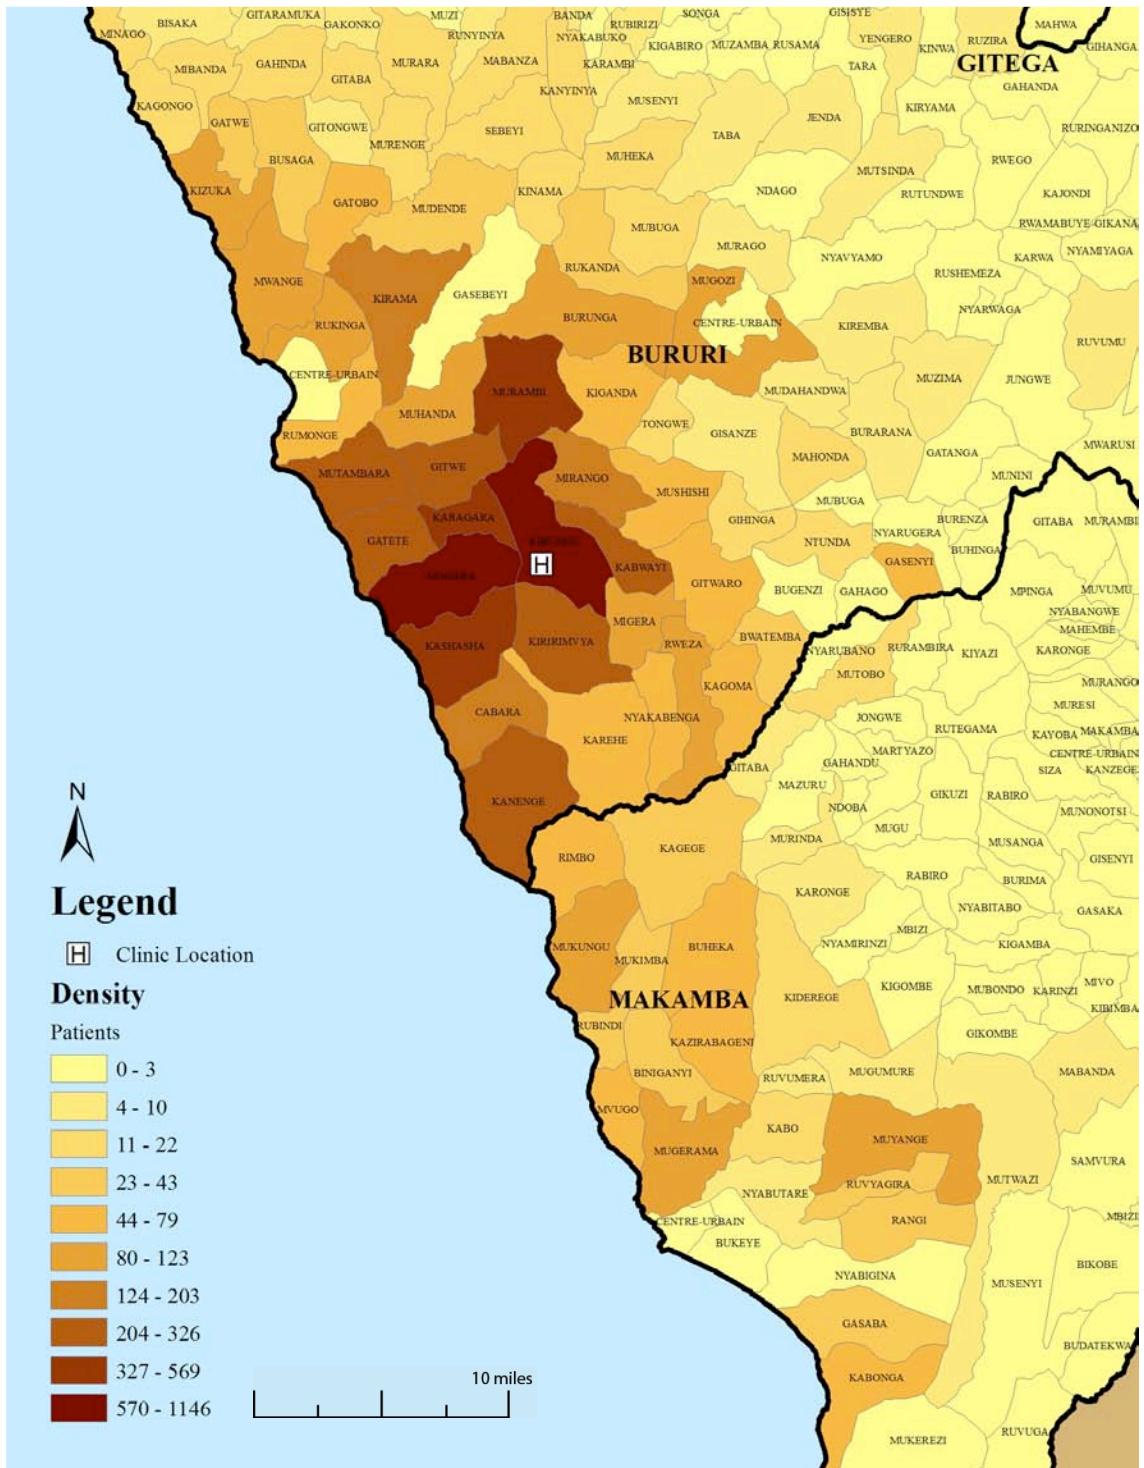 MINAGO
BISAKA
GITARAMUKA
GAKONKO
MUZI
RUNYINYA
BANDA
NYAKABUKO
RUBIRIZI
SONGA
KIGABIRO
MUZAMBA
RUSAMA
GISISYE
YENGERO
KINWA
RUZIRA
MAHWA
GIHANGA
MIBANDA
GAHINDA
GITABA
MURARA
MABANZA
KARAMBI
TARA
GITEGA
GAHANDA
KAGONGO
GATWE
GITONGWE
MURENGE
SEBEYI
KANYINYA
MUSENYI
TABA
JENDA
KIRYAMA
RURINGANIZO
BUSAGA
MUHEKA
MUTSINDA
RWEGO
KIZUKA
GATOBO
MUDENDE
KINAMA
NDAGO
RUTUNDWE
KAJONDI
MUBUGA
MURAGO
RWAMABUYE-GIKANA
MWANGE
KIRAMA
GASEBEYI
RUKANDA
MUGOZI
NYAVYAMO
RUSHEMEZA
KARWA
NYAMIYAGA
RUKINGA
BURUNGA
CENTRE-URBAIN
KIREMBA
NYARWAGA
RUVUMU
BURURI
CENTRE-URBAIN
MUHANDA
MURAMBI
KIGANDA
MUDAHANDWA
MUZIMA
JUNGWE
RUMONGE
TONGWE
GISANZE
BURARANA
MWARUSI
MUTAMBARA
GITWE
MIRANGO
MUSHISHI
MAHONDA
GATANGA
MUNINI
KABAGARA
GIHINGA
MUBUGA
BURENZA
GITABA
MURAMBI
GATETE
NTUNDA
NYARUGERA
BUHINGA
H
KABWAYI
GITWARO
BUGENZI
GAHAGO
GASENYI
MPINGA
MUVUMU
NYABANGWE
MIGERA
MAHEMBE
KASHASHA
KIRIRIMVYA
RWEZA
BWATEMBA
NYARUBANO
RURAMBIRA
KIYAZI
KARONGE
MUTOBO
MURANGO
CABARA
NYAKABENGA
KAGOMA
JONGWE
RUTEGAMA
MURESI
KAREHE
MARTYAZO
KAYOBA
MAKAMBA
CENTRE-URBAIN
GITABA
GAHANDU
SIZA
KANZEGE
MAZURU
KANENGE
NDOBA
GIKUZI
RABIRO
MUNONOTSI
MUGU
RIMBO
KAGEGE
MURINDA
MUSANGA
GISENYI
RABIRO
BURIMA
KARONGE
NYABITABO
GASAKA
MUKUNGU
MUKIMBA
BUHEKA
NYAMIRINZI
MBIZI
KIGAMBA
MAKAMBA
KIDEREGE
KIGOMBE
MUBONDO
KARINZI
MIVO
KIBIMBA
RUBINDI
KAZIRABAGENI
GIKOMBE
BINIGANYI
RUVUMERA
MUGUMURE
MABANDA
MVUGO
MUGERAMA
KABO
MUYANGE
NYABUTARE
RUVYAGIRA
MUTWAZI
SAMVURA
CENTRE-URBAIN
RANGI
MBIZI
BUKEYE
NYABIGINA
MUSENYI
BIKOBE
GASABA
BUDATEKWA
KABONGA
MUKEREZI
RUVUGA
N
Legend
H Clinic Location
Density
Patients
0 - 3
4 - 10
11 - 22
23 - 43
44 - 79
80 - 123
124 - 203
204 - 326
327 - 569
570 - 1146
10 miles